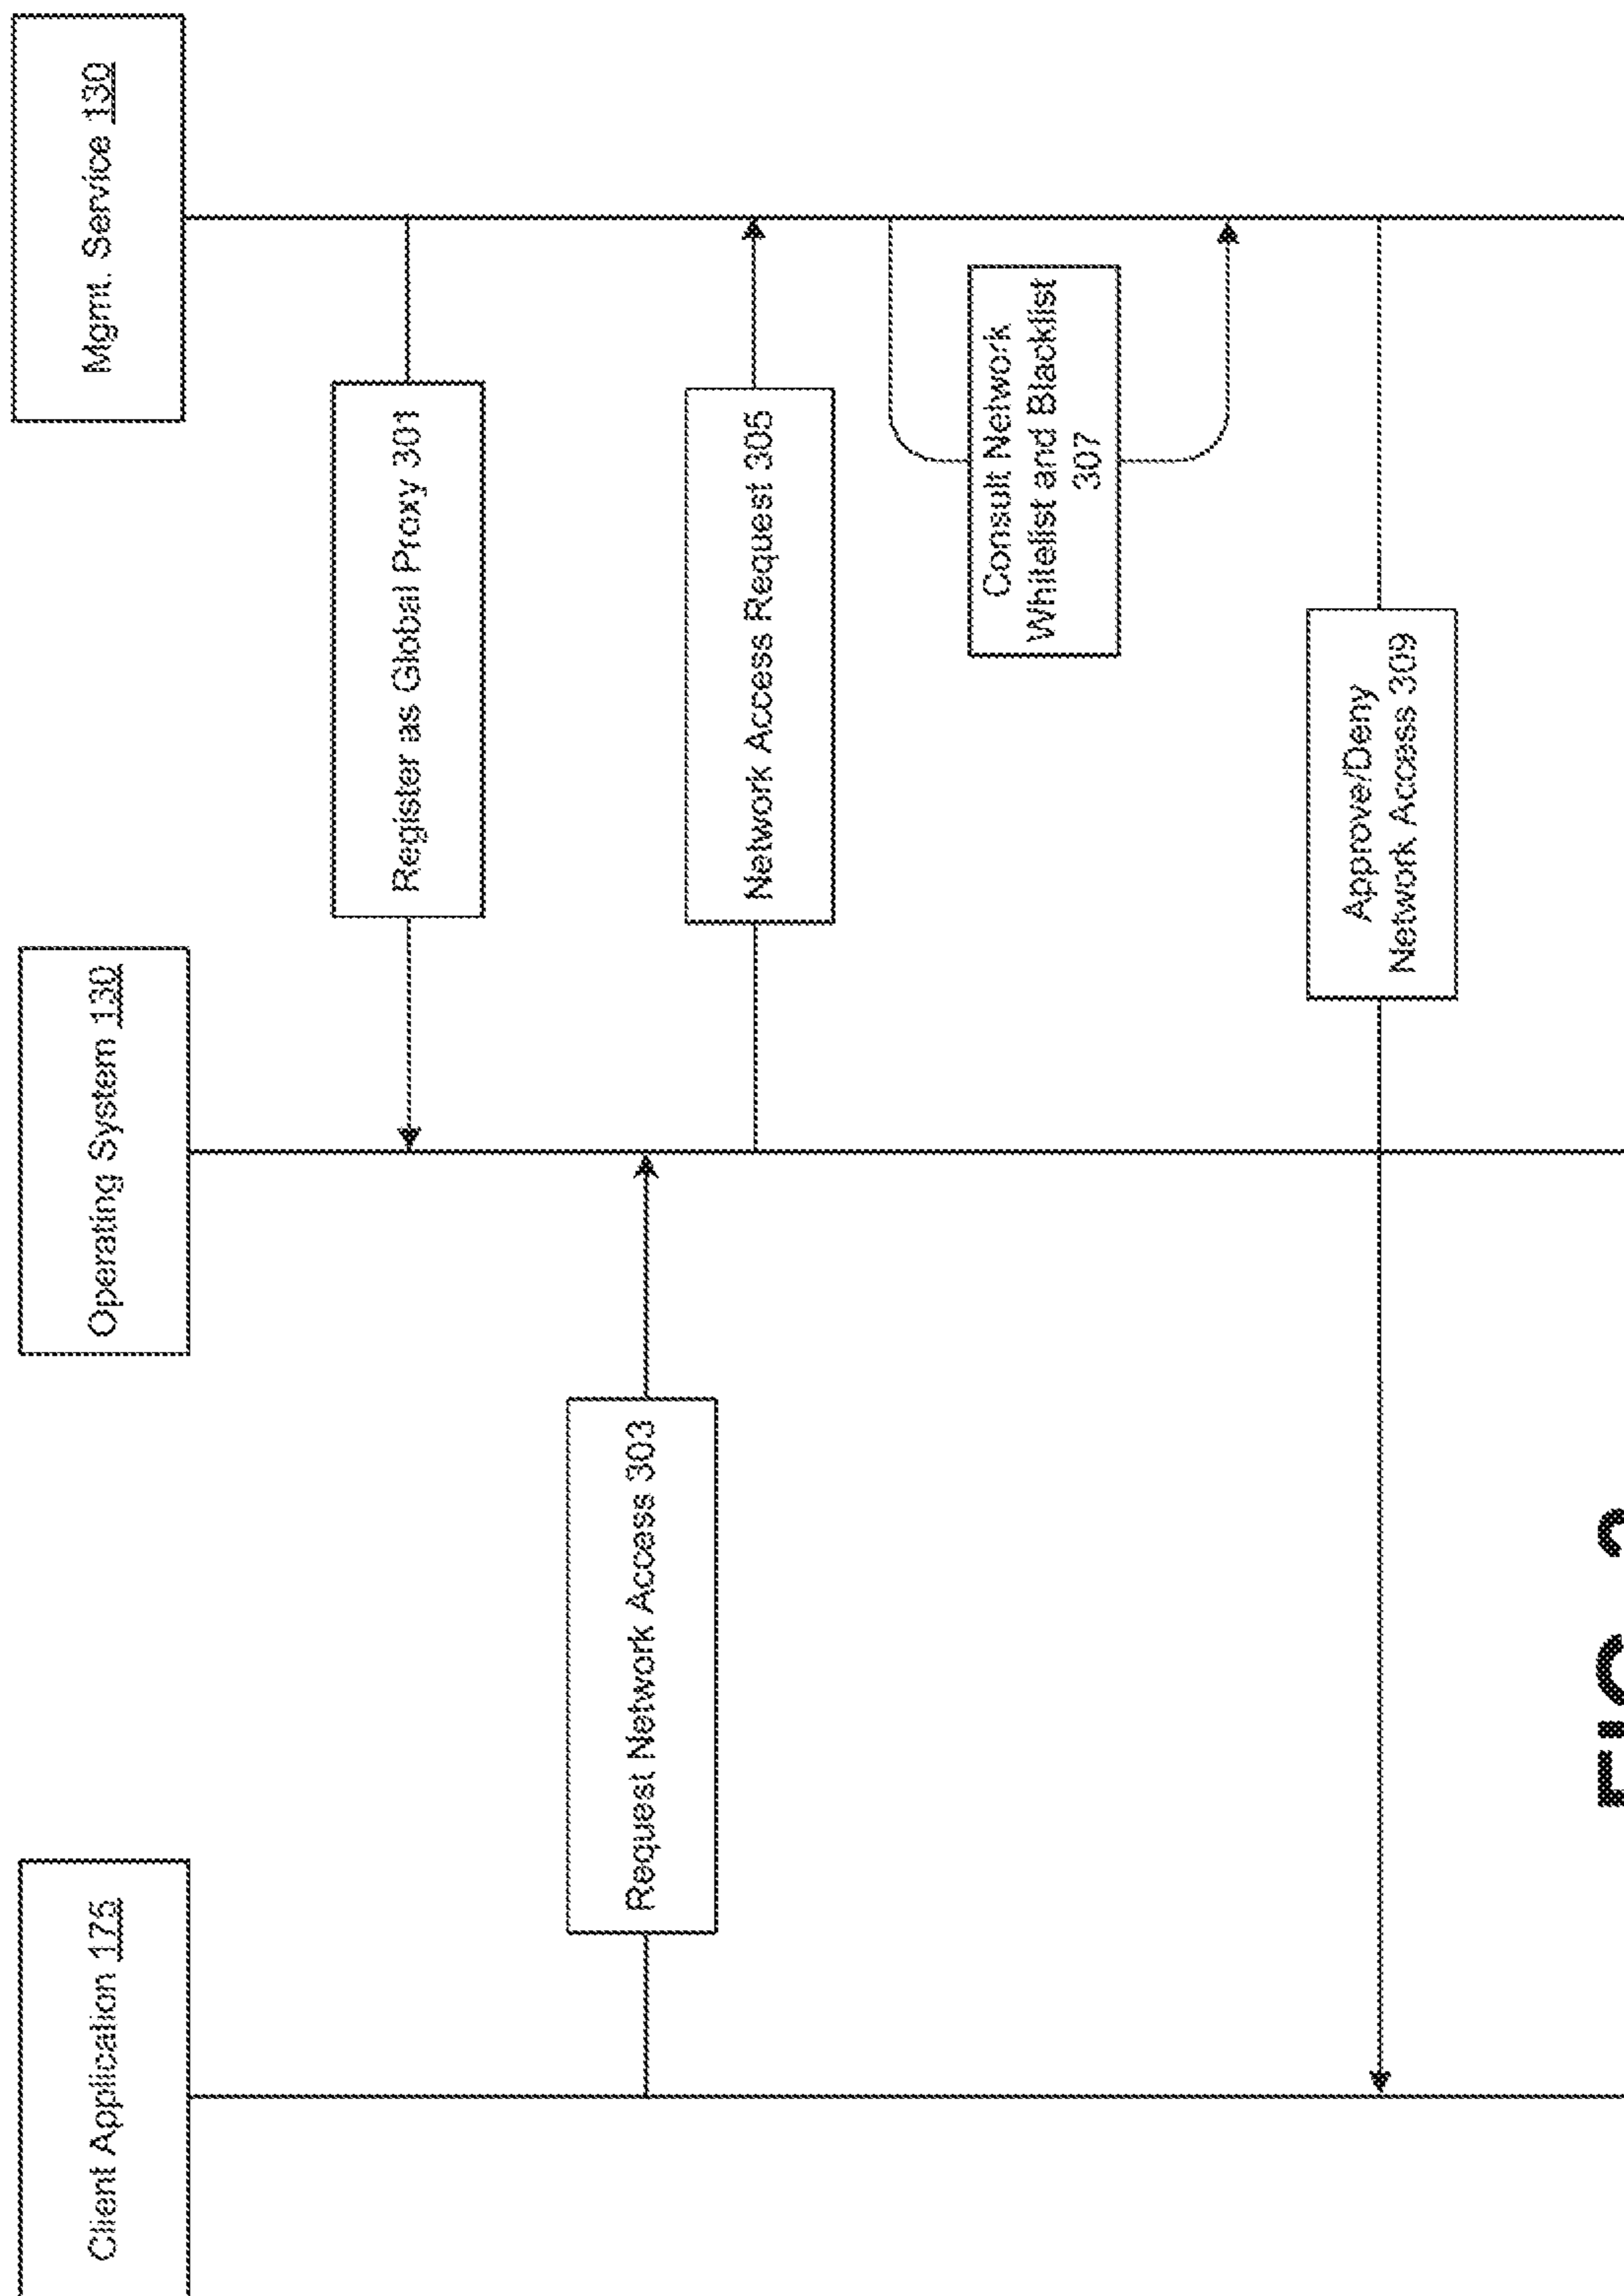 Client Application 175
Operating System 130
Mgmt. Service 130
Register as Global Proxy 301
Request Network Access 303
Network Access Request 305
Consult Network
Whitelist and Blacklist
307
Approve/Deny
Network Access 309